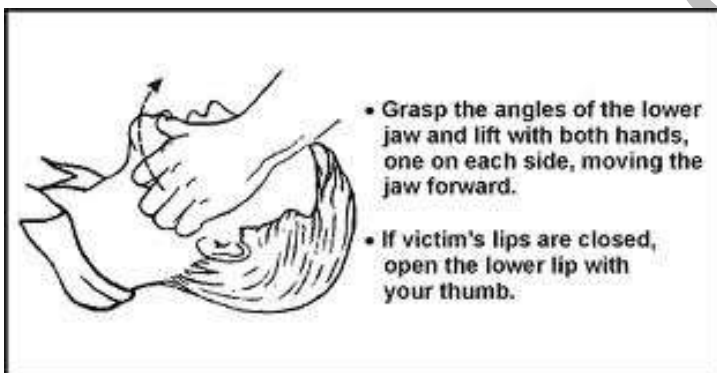 • Grasp the angles of the lower
jaw and lift with both hands,
one on each side, moving the
jaw forward.
• If victim's lips are closed,
open the lower lip with
your thumb.